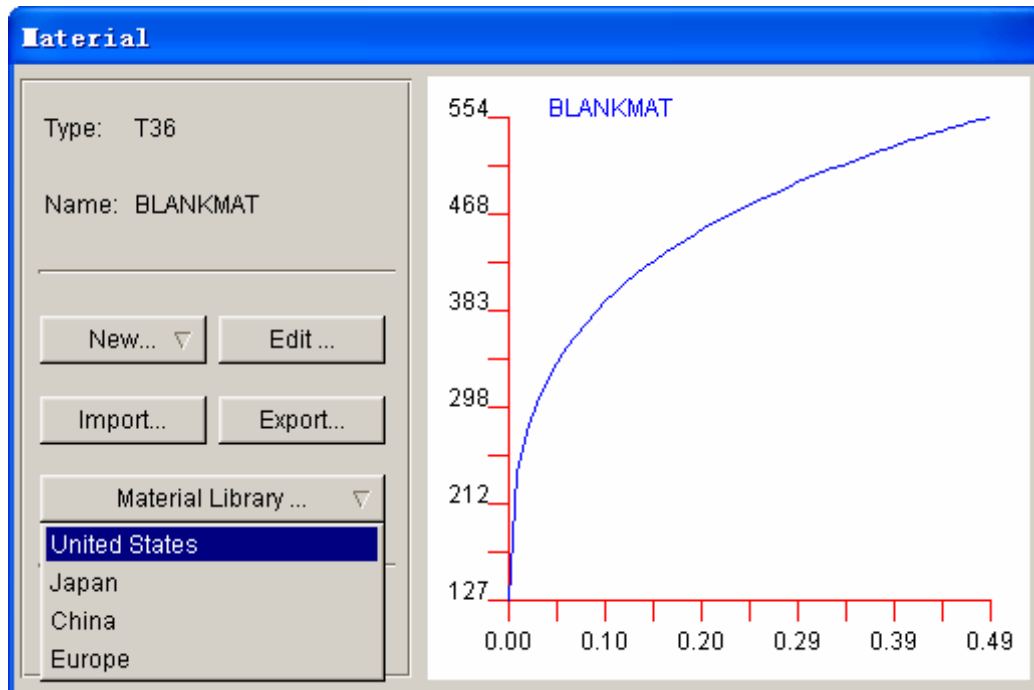 Material
Type: T36
Name: BLANKMAT
New... ▽
Edit ...
Import...
Export...
Material Library ... ▽
United States
Japan
China
Europe
BLANKMAT
554
468
383
298
212
127
0.00 0.10 0.20 0.29 0.39 0.49